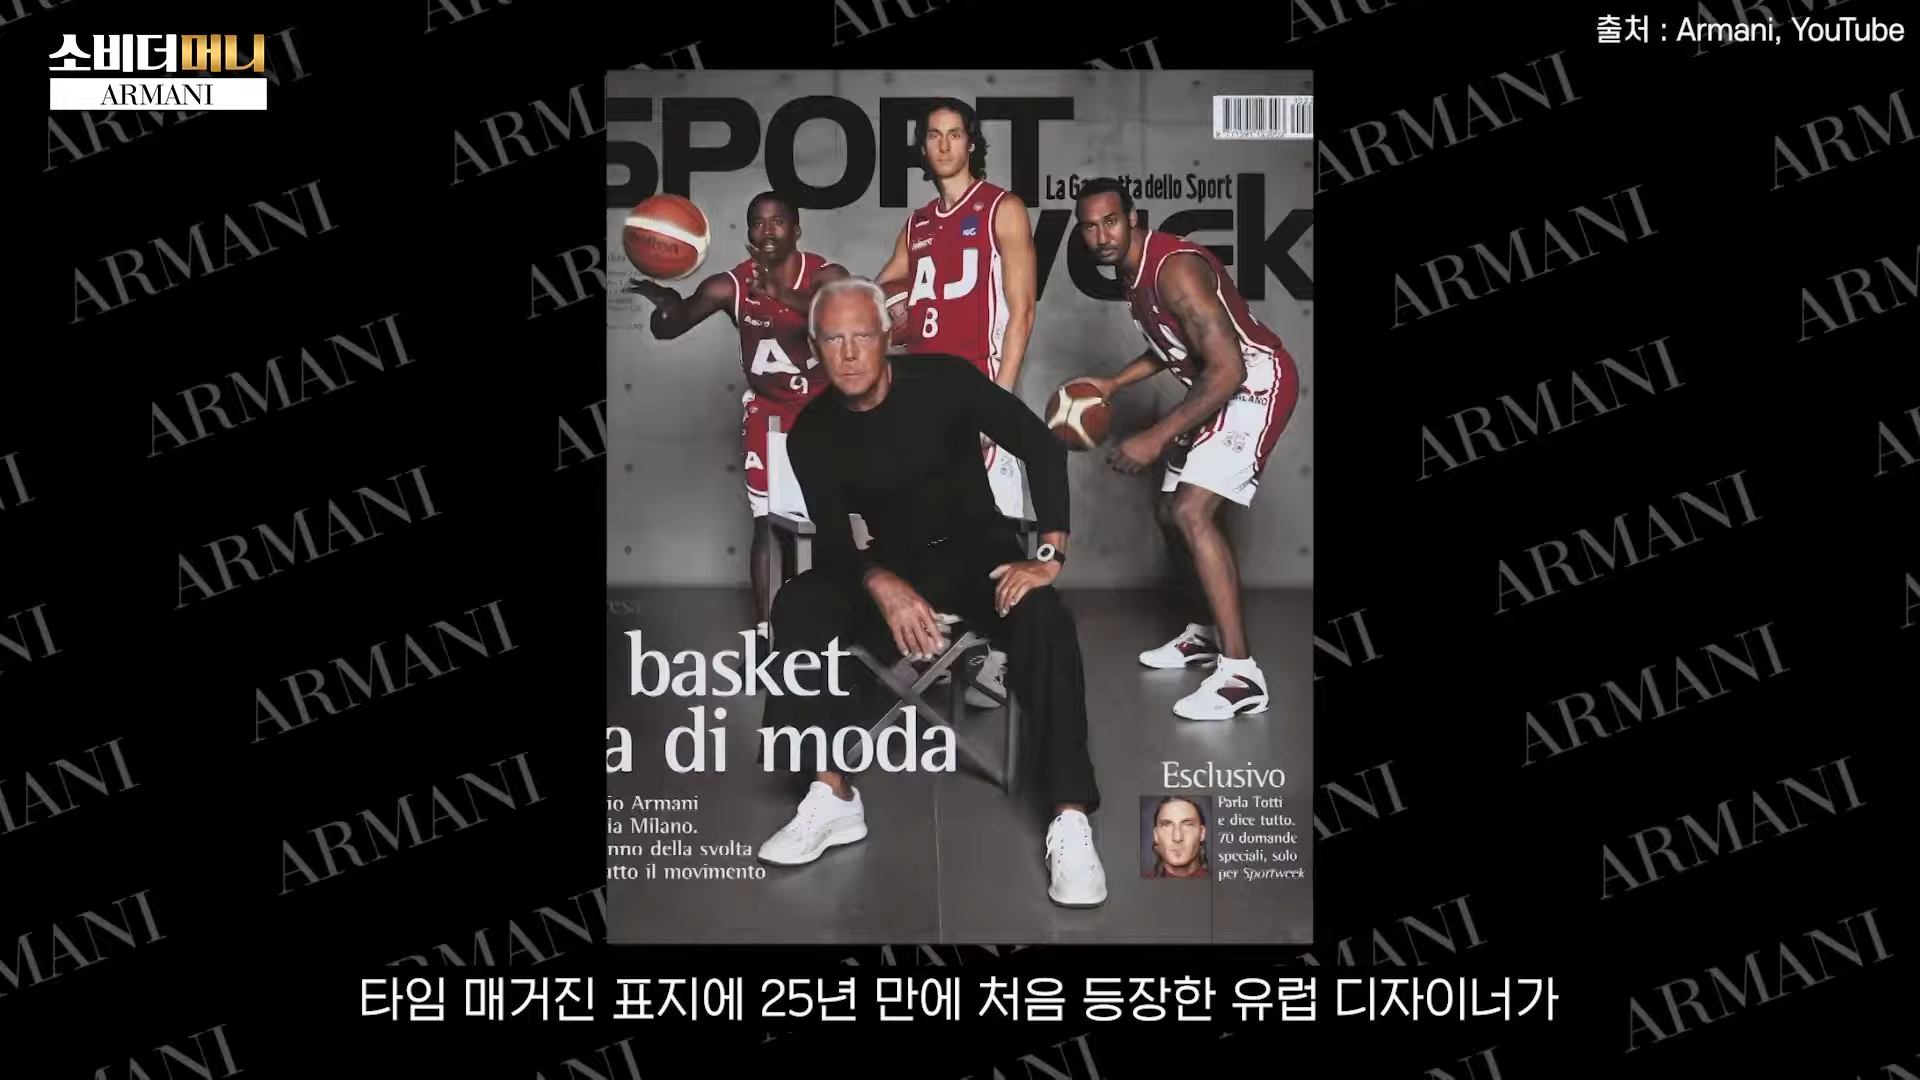 소비더머니
ARMANI
출처 : Armani, YouTube
SPORT
week
La Gazzetta dello Sport
AJ
8
A
9
basket
a di moda
io Armani
ia Milano.
nno della svolta
utto il movimento
Esclusivo
Parla Totti
e dice tutto.
70 domande
speciali, solo
per Sportweek
타임 매거진 표지에 25년 만에 처음 등장한 유럽 디자이너가
ARMANI